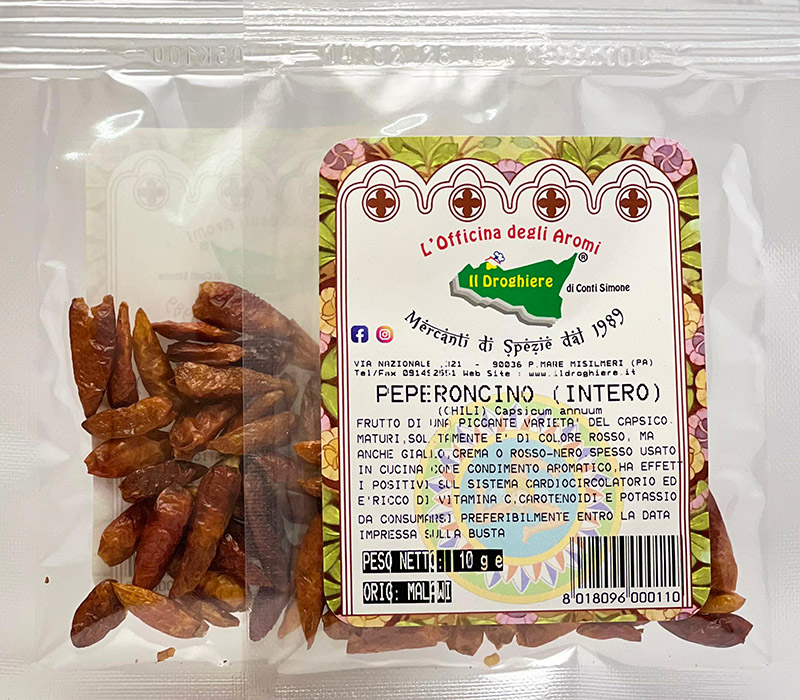 L'Officina degli Aromi
®
Il Droghiere
di Conti Simone
Mercanti di Spezie dal 1989
VIA NAZIONALE ,321 - 90036 P.MARE MISILMERI (PA)
Tel/Fax Web Site : www.ildroghiere.it
PEPERONCINO (INTERO)
(CHILI) Capsicum annuum
FRUTTO DI UNA PICCANTE VARIETA' DEL CAPSICO.
MATURI,SOLITAMENTE E' DI COLORE ROSSO, MA
ANCHE GIALLO,CREMA O ROSSO-NERO,SPESSO USATO
IN CUCINA COME CONDIMENTO AROMATICO,HA EFFETT
I POSITIVI SUL SISTEMA CARDIOCIRCOLATORIO ED
E'RICCO DI VITAMINA C,CAROTENOIDI E POTASSIO
DA CONSUMARSI PREFERIBILMENTE ENTRO LA DATA
IMPRESSA SULLA BUSTA
PESO NETTO: 10 g e
ORIG: MALAWI
8 018096 000110